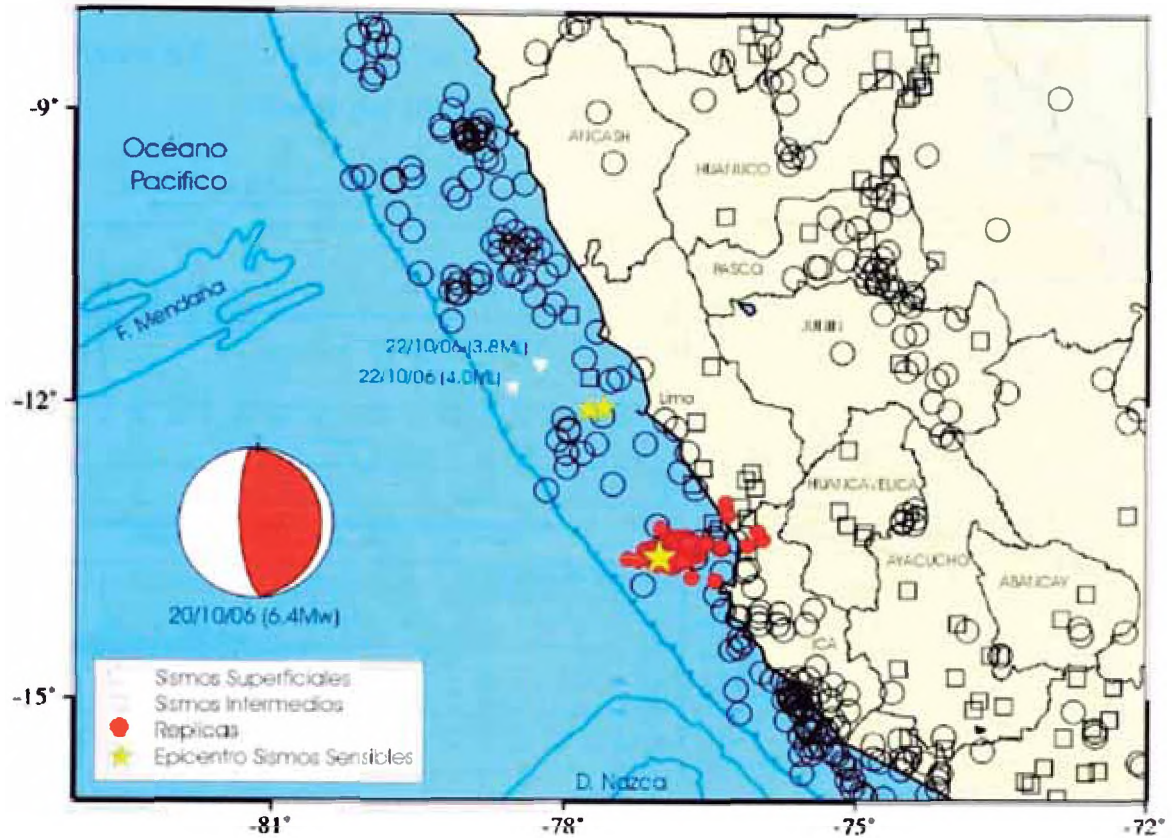 -9°
-12°
-15°
Océano
Pacifico
F. Mendana
22/10/06 (3.8ML)
22/10/06 (4.0ML)
20/10/06 (6.4Mw)
Sismos Superficiales
Sismos Intermedios
Replicas
Epicentro Sismos Sensibles
ANCASH
HUANUCO
PASCO
JUNIN
Lima
HUANCAVELICA
AYACUCHO
ABANCAY
ICA
D. Nazca
-81°
-78°
-75°
-72°